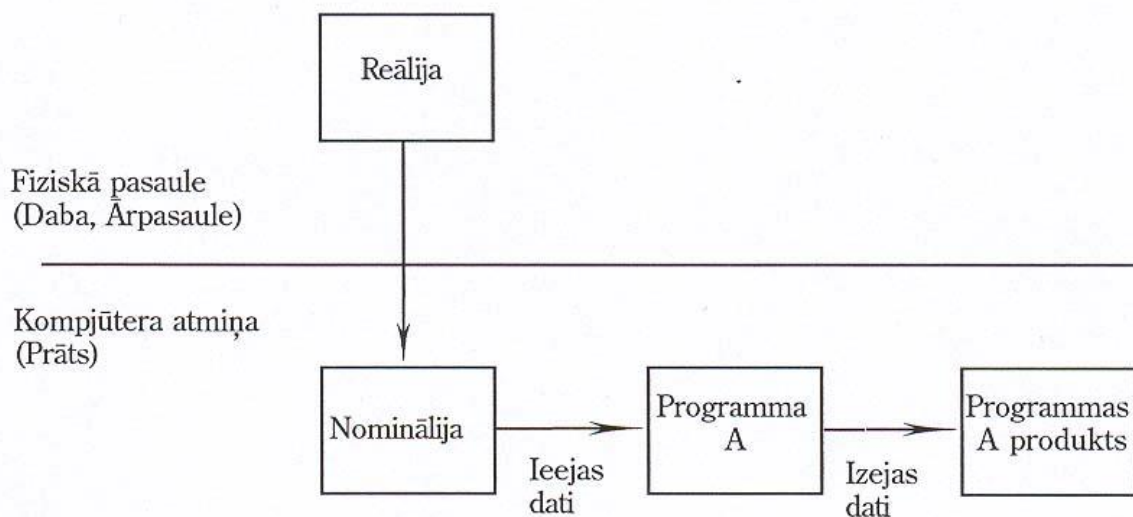 Reālija
Fiziskā pasaule
(Daba, Ārpasaule)
Kompjūtera atmiņa
(Prāts)
Nominālija
Ieejas
dati
Programma
A
Izejas
dati
Programmas
A produkts